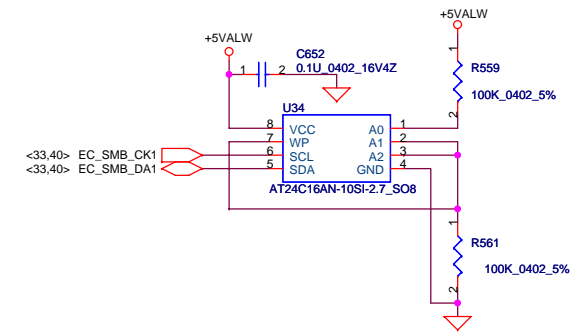 +5VALW
+5VALW
C652
1 2 0.1U_0402_16V4Z
1
R559
100K_0402_5%
2
U34
8 VCC A0 1
7 WP A1 2
<33,40> EC_SMB_CK1 6 SCL A2 3
<33,40> EC_SMB_DA1 5 SDA GND 4
AT24C16AN-10SI-2.7_SO8
1
R561
100K_0402_5%
2